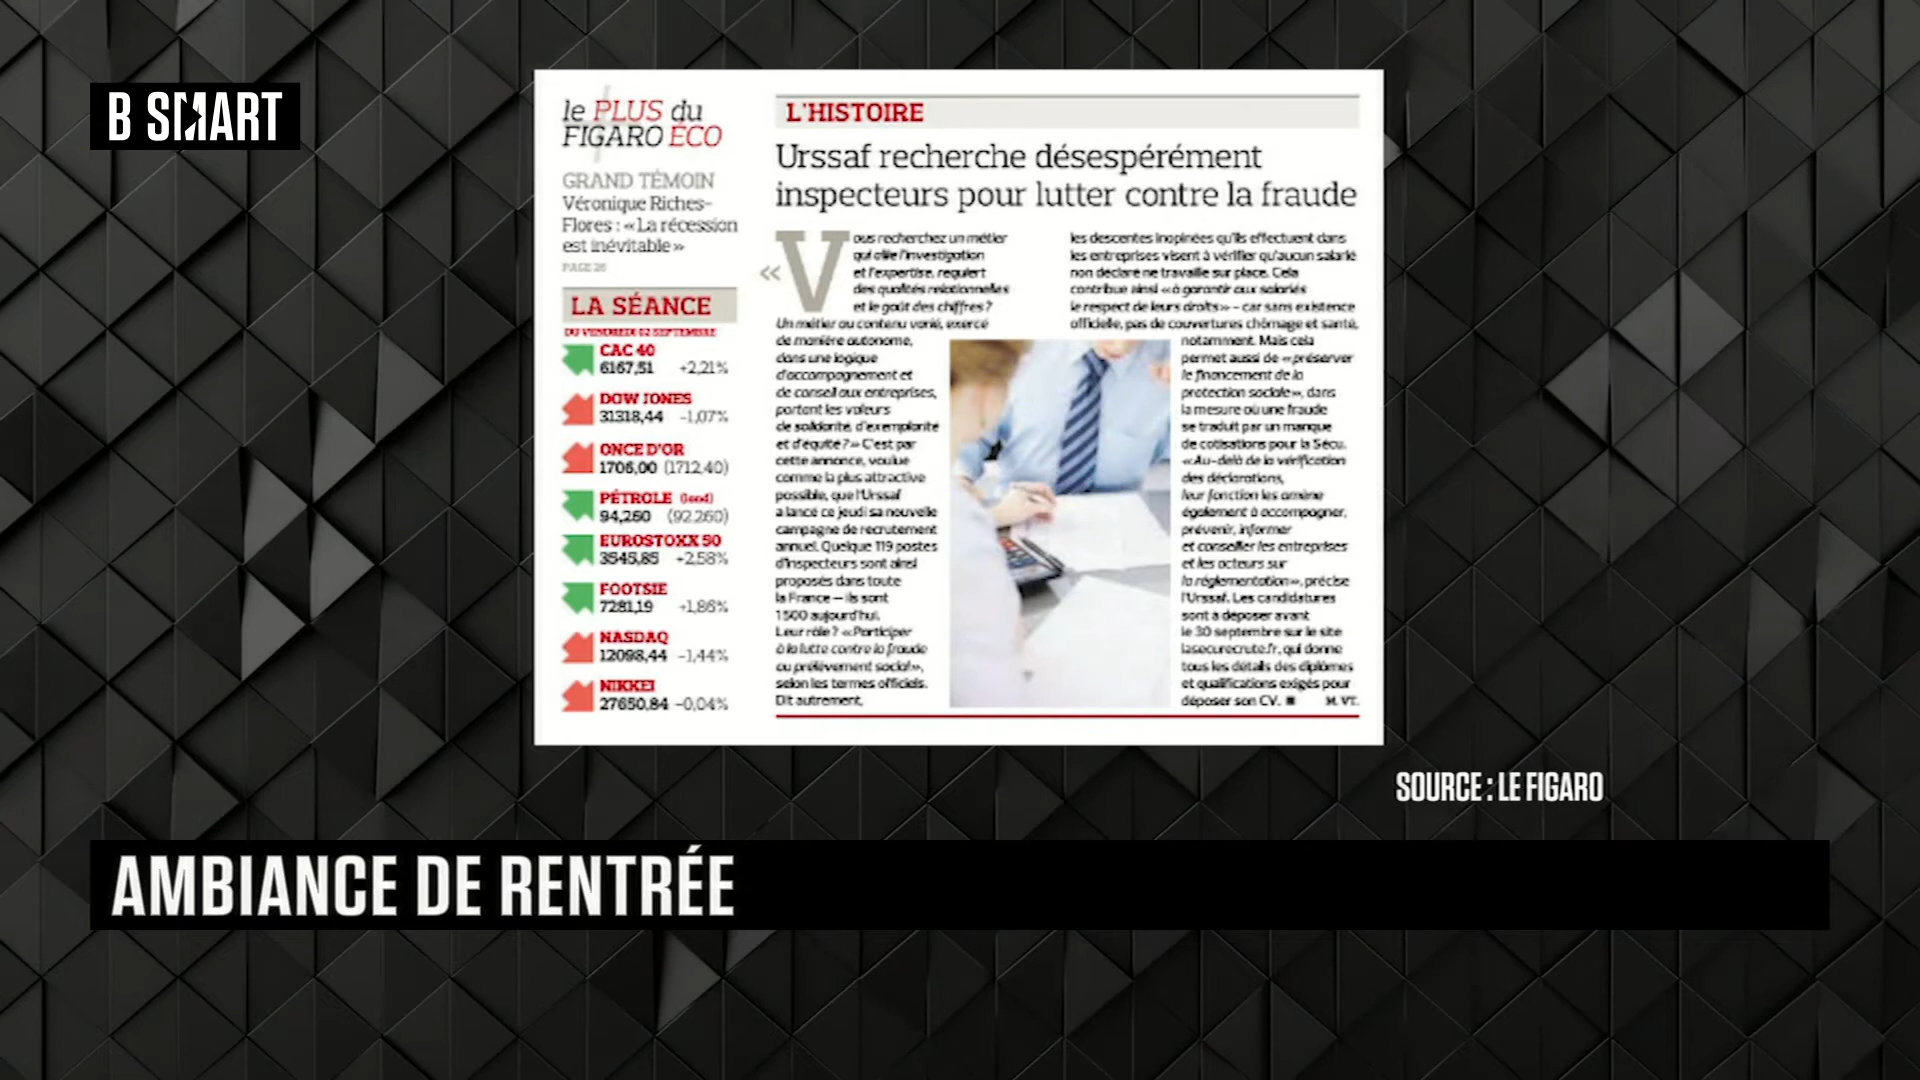 B SMART
le PLUS du
FIGARO ÉCO
GRAND TÉMOIN
Véronique Riches-
Flores : « La récession
est inévitable »
PAGE 26
LA SÉANCE
DU VENDREDI 02 SEPTEMBRE
CAC 40
6167,51 +2,21%
DOW JONES
31318,44 -1,07%
ONCE D'OR
1706,00 (1712,40)
PÉTROLE (lond)
94,260 (92.260)
EUROSTOXX 50
3545,85 +2,58%
FOOTSIE
7281,19 +1,86%
NASDAQ
12098,44 -1,44%
NIKKEI
27650,84 -0,04%
L'HISTOIRE
Urssaf recherche désespérément
inspecteurs pour lutter contre la fraude
« Vous recherchez un métier
qui allie l'investigation
et l'expertise, requiert
des qualités relationnelles
et le goût des chiffres ?
Un métier au contenu varié, exercé
de manière autonome,
dans une logique
d'accompagnement et
de conseil aux entreprises,
portant les valeurs
de solidarité, d'exemplarité
et d'équité ? » C'est par
cette annonce, voulue
comme la plus attractive
possible, que l'Urssaf
a lancé ce jeudi sa nouvelle
campagne de recrutement
annuel. Quelque 119 postes
d'inspecteurs sont ainsi
proposés dans toute
la France – ils sont
1500 aujourd'hui.
Leur rôle ? « Participer
à la lutte contre la fraude
au prélèvement social »,
selon les termes officiels.
Dit autrement,
les descentes inopinées qu'ils effectuent dans
les entreprises visent à vérifier qu'aucun salarié
non déclaré ne travaille sur place. Cela
contribue ainsi « à garantir aux salariés
le respect de leurs droits » – car sans existence
officielle, pas de couvertures chômage et santé,
notamment. Mais cela
permet aussi de « préserver
le financement de la
protection sociale », dans
la mesure où une fraude
se traduit par un manque
de cotisations pour la Sécu.
« Au-delà de la vérification
des déclarations,
leur fonction les amène
également à accompagner,
prévenir, informer
et conseiller les entreprises
et les acteurs sur
la réglementation », précise
l'Urssaf. Les candidatures
sont à déposer avant
le 30 septembre sur le site
lasecurecrute.fr, qui donne
tous les détails des diplômes
et qualifications exigés pour
déposer son CV. ■ M. VT.
SOURCE : LE FIGARO
AMBIANCE DE RENTRÉE